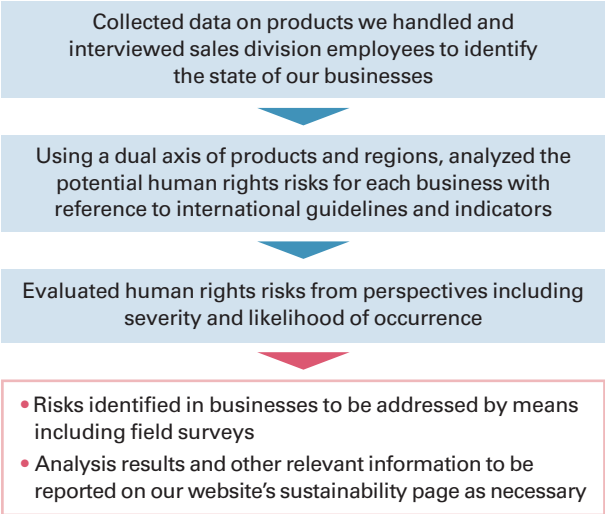 Collected data on products we handled and
interviewed sales division employees to identify
the state of our businesses
Using a dual axis of products and regions, analyzed the
potential human rights risks for each business with
reference to international guidelines and indicators
Evaluated human rights risks from perspectives including
severity and likelihood of occurrence
• Risks identified in businesses to be addressed by means
including field surveys
• Analysis results and other relevant information to be
reported on our website's sustainability page as necessary